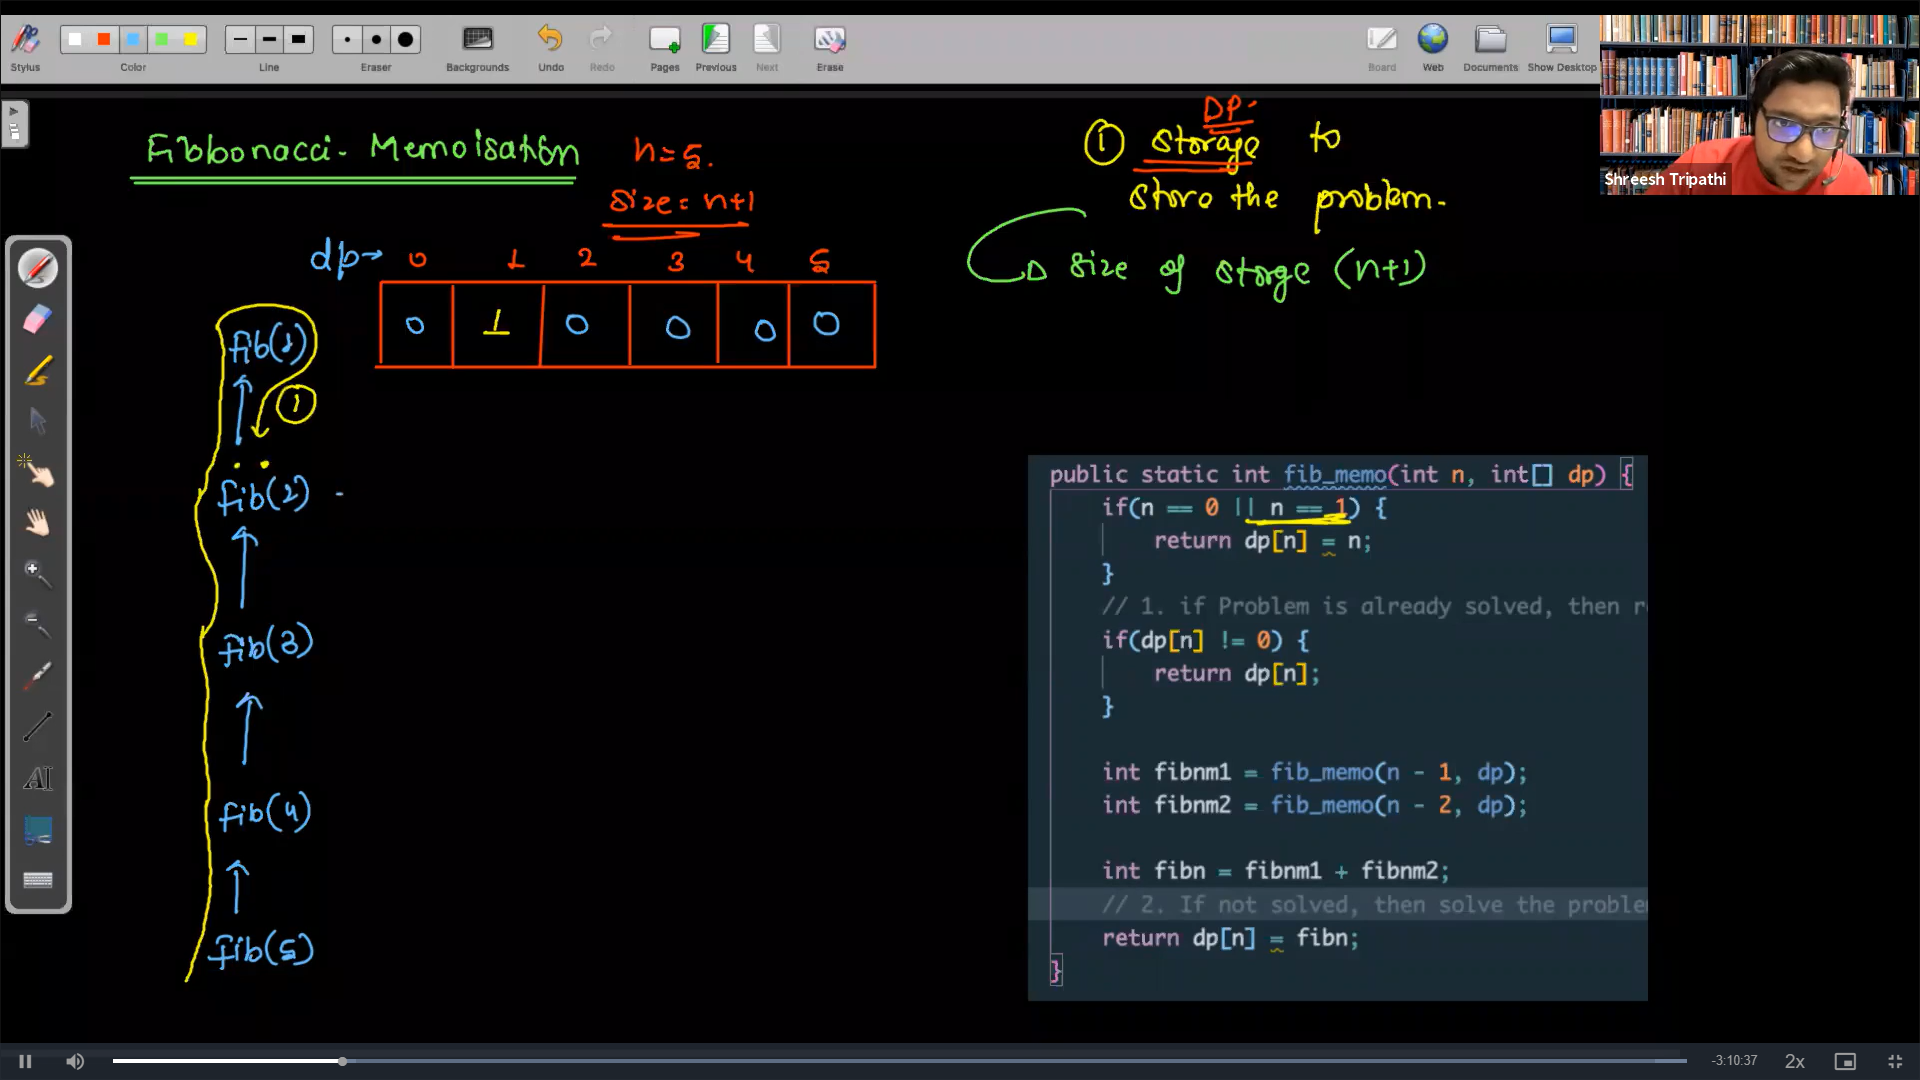 Stylus Color Line Eraser Backgrounds Undo Redo Pages Previous Next Erase Board Web Documents Show Desktop
Shreesh Tripathi
Fibbonacci - Memoisation
n=5.
size = n+1
dp→ 0 1 2 3 4 5
0 1 0 0 0 0
DP.
① storage to
store the problem.
size of storge (n+1)
fib(1)
①
fib(2) -
fib(3)
fib(4)
fib(5)
public static int fib_memo(int n, int[] dp) {
if(n == 0 || n == 1) {
return dp[n] = n;
}
// 1. if Problem is already solved, then r
if(dp[n] != 0) {
return dp[n];
}
int fibnm1 = fib_memo(n - 1, dp);
int fibnm2 = fib_memo(n - 2, dp);
int fibn = fibnm1 + fibnm2;
// 2. If not solved, then solve the proble
return dp[n] = fibn;
}
AI
-3:10:37 2x